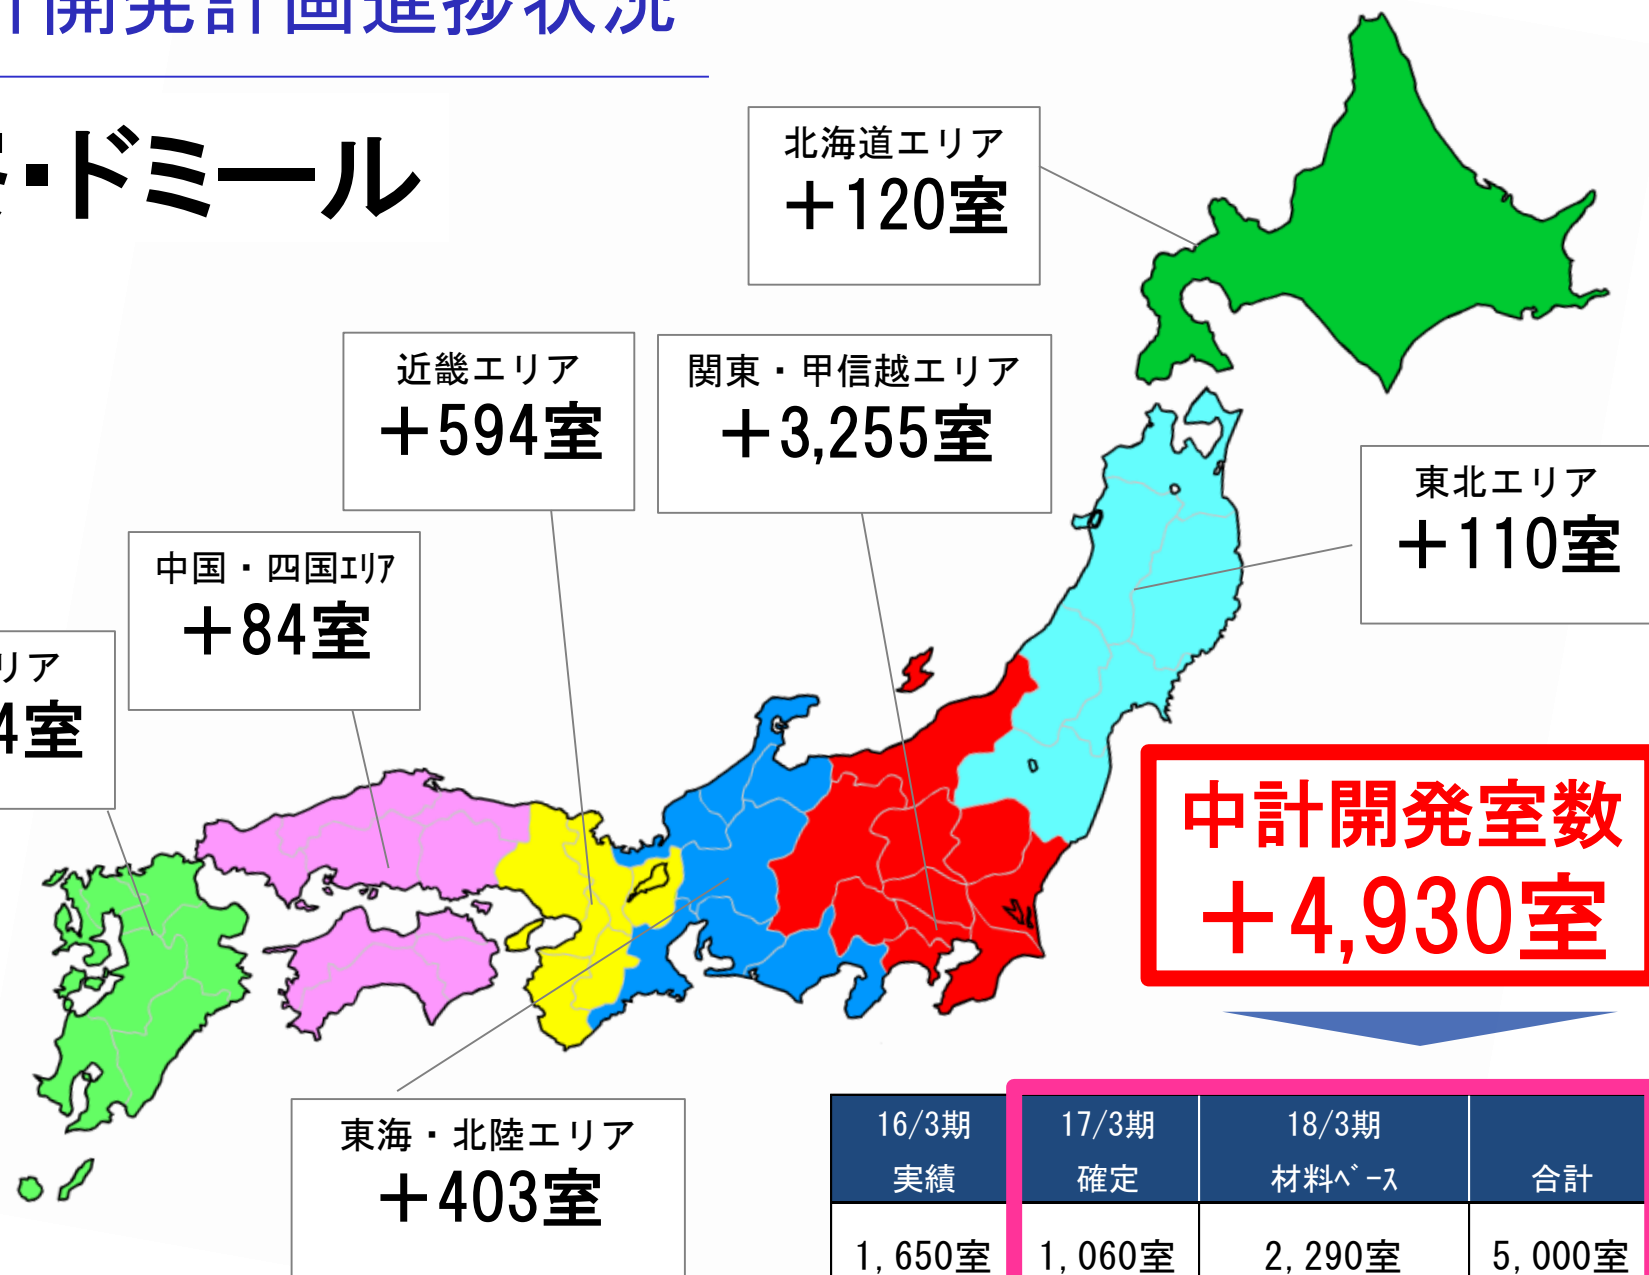 開発計画進捗状況
・ドミール
北海道エリア
＋120室
近畿エリア
＋594室
関東・甲信越エリア
＋3,255室
東北エリア
＋110室
中国・四国ｴﾘｱ
＋84室
リア
4室
中計開発室数
＋4,930室
東海・北陸エリア
＋403室
16/3期 17/3期 18/3期
実績 確定 材料ﾍﾞｰｽ 合計
1,650室 1,060室 2,290室 5,000室